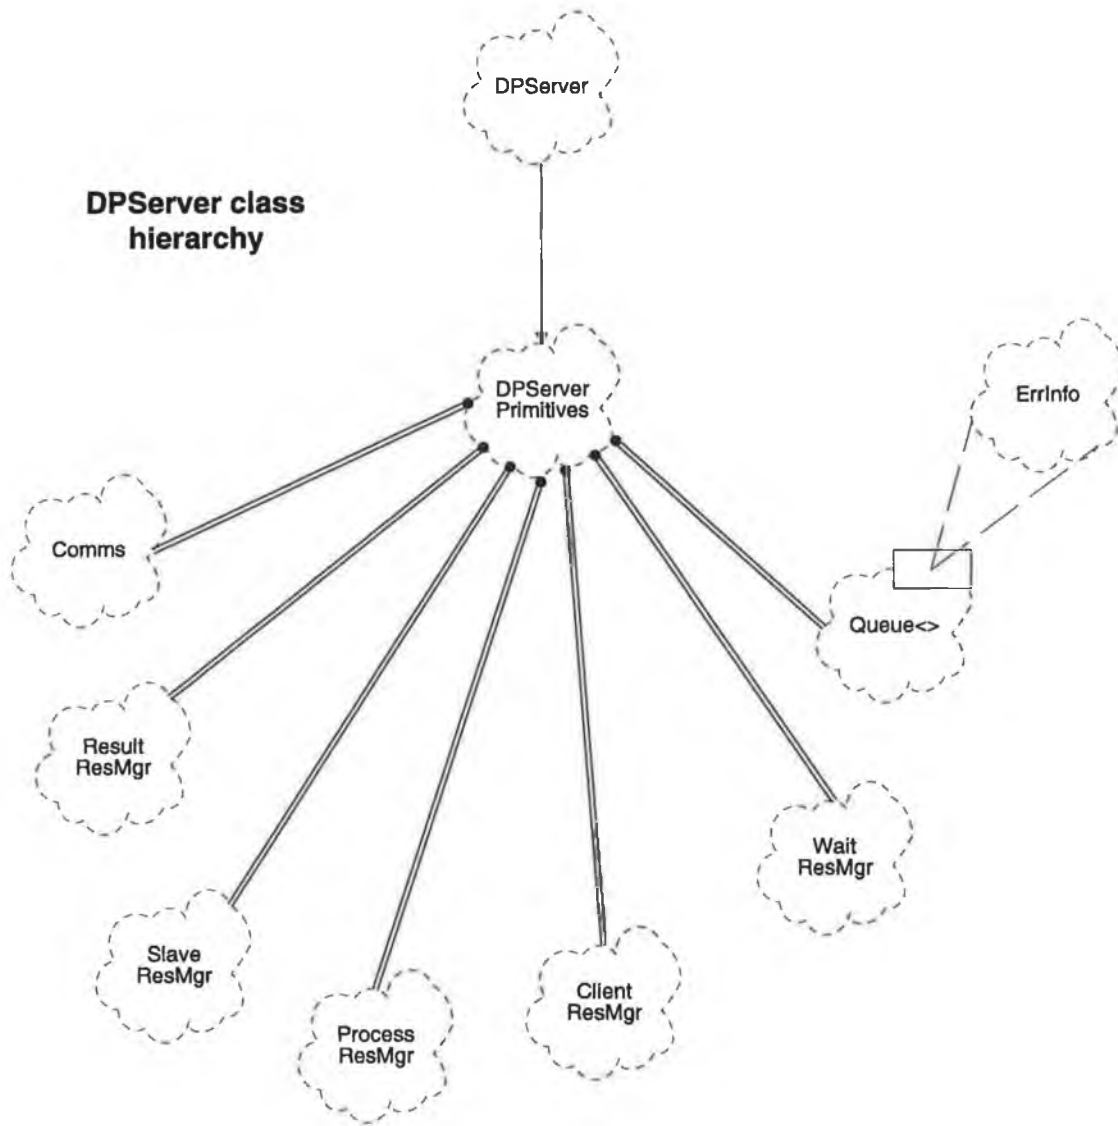 DPServer
DPServer class
hierarchy
DPServer
Primitives
ErrInfo
Comms
Queue<>
Result
ResMgr
Wait
ResMgr
Slave
ResMgr
Client
ResMgr
Process
ResMgr